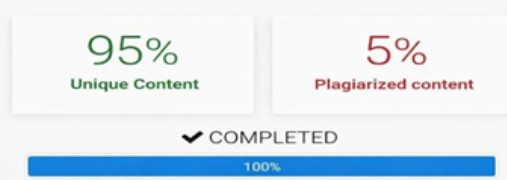 95% 5%
Unique Content Plagiarized content
✔ COMPLETED
100%